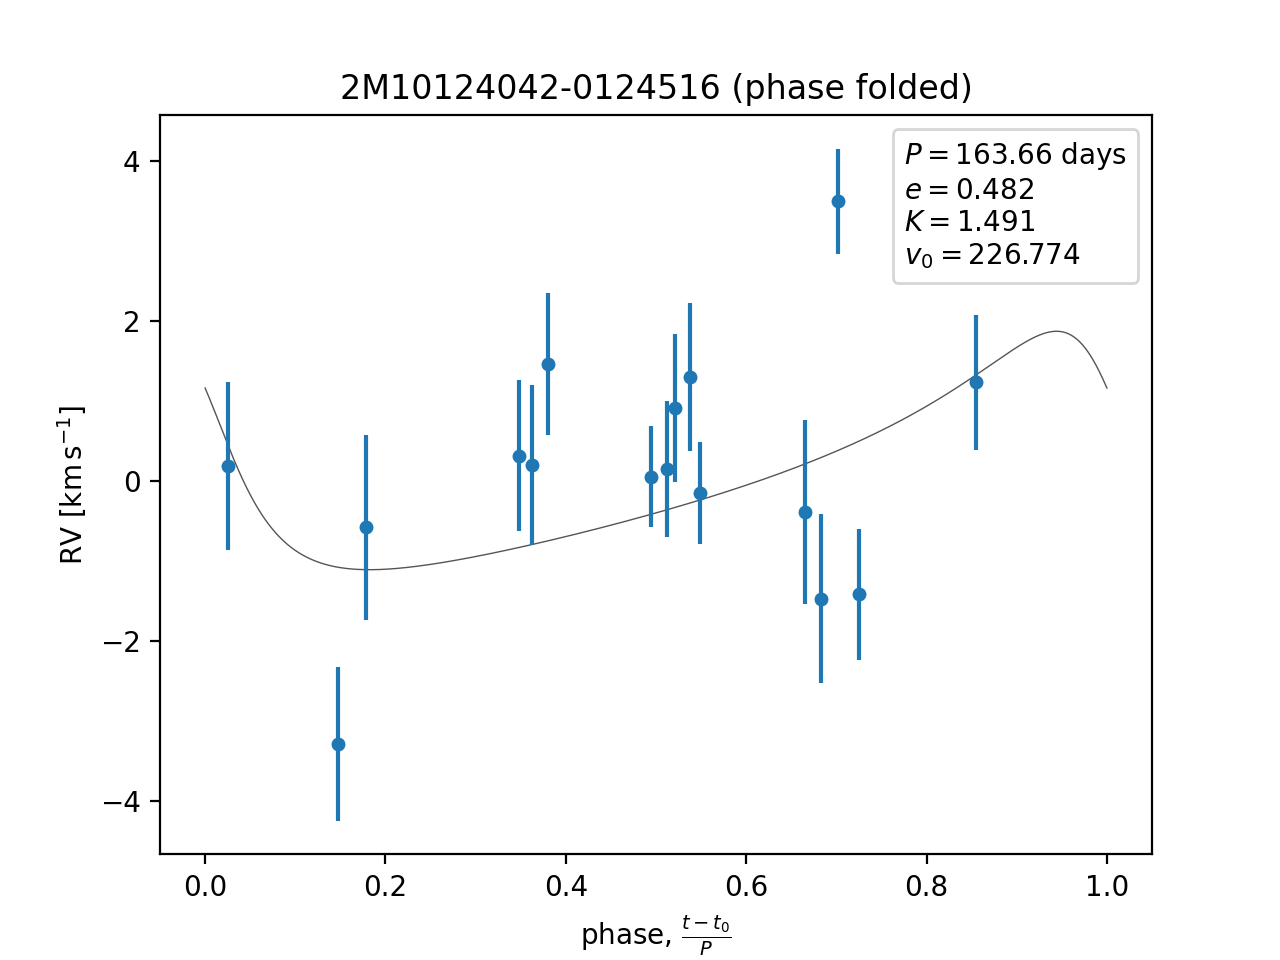 2M10124042-0124516 (phase folded)
P = 163.66 days
e = 0.482
K = 1.491
v₀ = 226.774
4
2
0
−2
−4
RV [km s⁻¹]
0.0 0.2 0.4 0.6 0.8 1.0
phase, (t − t₀)/P